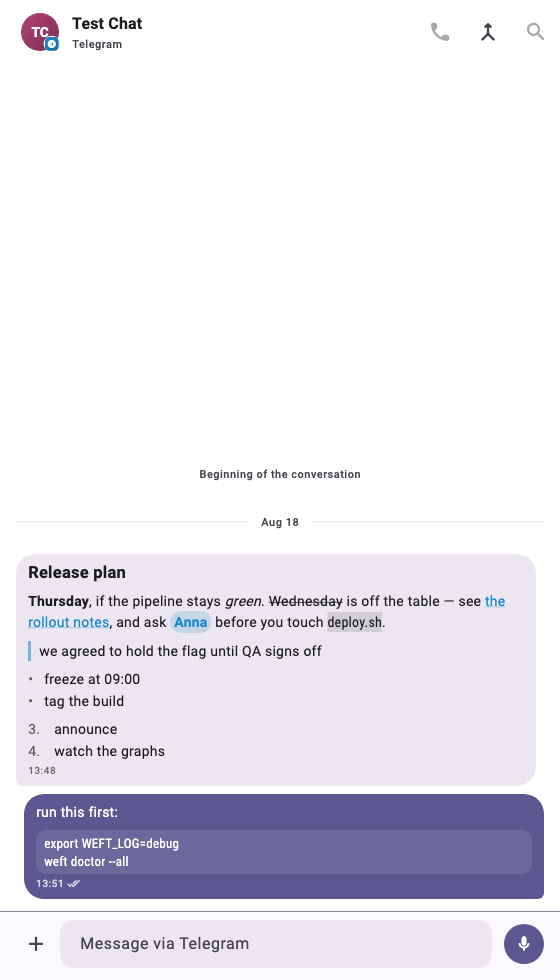 TC
Test Chat
Telegram
Beginning of the conversation
Aug 18
Release plan
Thursday, if the pipeline stays green. Wednesday is off the table — see the
rollout notes, and ask Anna before you touch deploy.sh.
we agreed to hold the flag until QA signs off
• freeze at 09:00
• tag the build
3. announce
4. watch the graphs
13:48
run this first:
export WEFT_LOG=debug
weft doctor --all
13:51
Message via Telegram